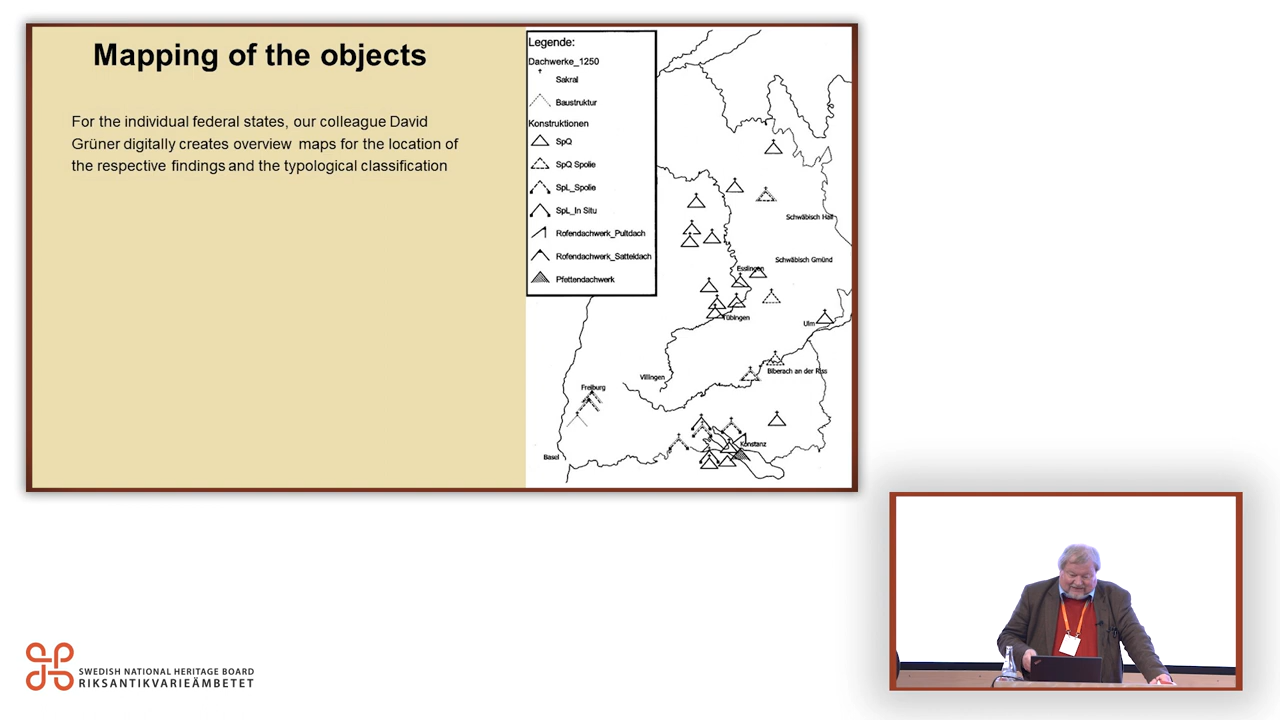 Mapping of the objects
For the individual federal states, our colleague David
Grüner digitally creates overview maps for the location of
the respective findings and the typological classification
Legende:
Dachwerke_1250
Sakral
Baustruktur
Konstruktionen
SpQ
SpQ Spolie
SpL_Spolie
SpL_In Situ
Rofendachwerk_Pultdach
Rofendachwerk_Satteldach
Pfettendachwerk
Schwäbisch Hall
Schwäbisch Gmünd
Esslingen
Tübingen
Ulm
Biberach an der Riss
Villingen
Freiburg
Konstanz
Basel
SWEDISH NATIONAL HERITAGE BOARD
RIKSANTIKVARIEÄMBETET